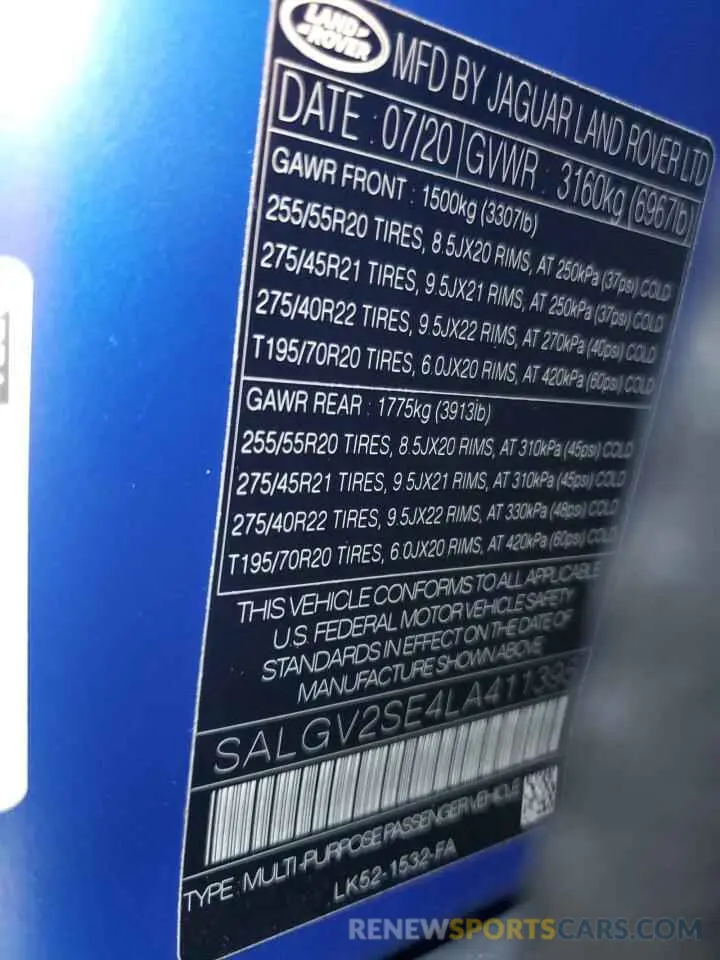 LAND
ROVER
MFD BY JAGUAR LAND ROVER LTD
DATE : 07/20 GVWR : 3160kg (6967lb)
GAWR FRONT : 1500kg (3307lb)
255/55R20 TIRES, 8.5JX20 RIMS, AT 250kPa (37psi) COLD
275/45R21 TIRES, 9.5JX21 RIMS, AT 250kPa (37psi) COLD
275/40R22 TIRES, 9.5JX22 RIMS, AT 270kPa (40psi) COLD
T195/70R20 TIRES, 6.0JX20 RIMS, AT 420kPa (60psi) COLD
GAWR REAR : 1775kg (3913lb)
255/55R20 TIRES, 8.5JX20 RIMS, AT 310kPa (45psi) COLD
275/45R21 TIRES, 9.5JX21 RIMS, AT 310kPa (45psi) COLD
275/40R22 TIRES, 9.5JX22 RIMS, AT 330kPa (48psi) COLD
T195/70R20 TIRES, 6.0JX20 RIMS, AT 420kPa (60psi) COLD
THIS VEHICLE CONFORMS TO ALL APPLICABLE
U.S. FEDERAL MOTOR VEHICLE SAFETY
STANDARDS IN EFFECT ON THE DATE OF
MANUFACTURE SHOWN ABOVE
TYPE: MULTI-PURPOSE PASSENGER VEHICLE
LK52-1532-FA
RENEWSPORTSCARS.COM